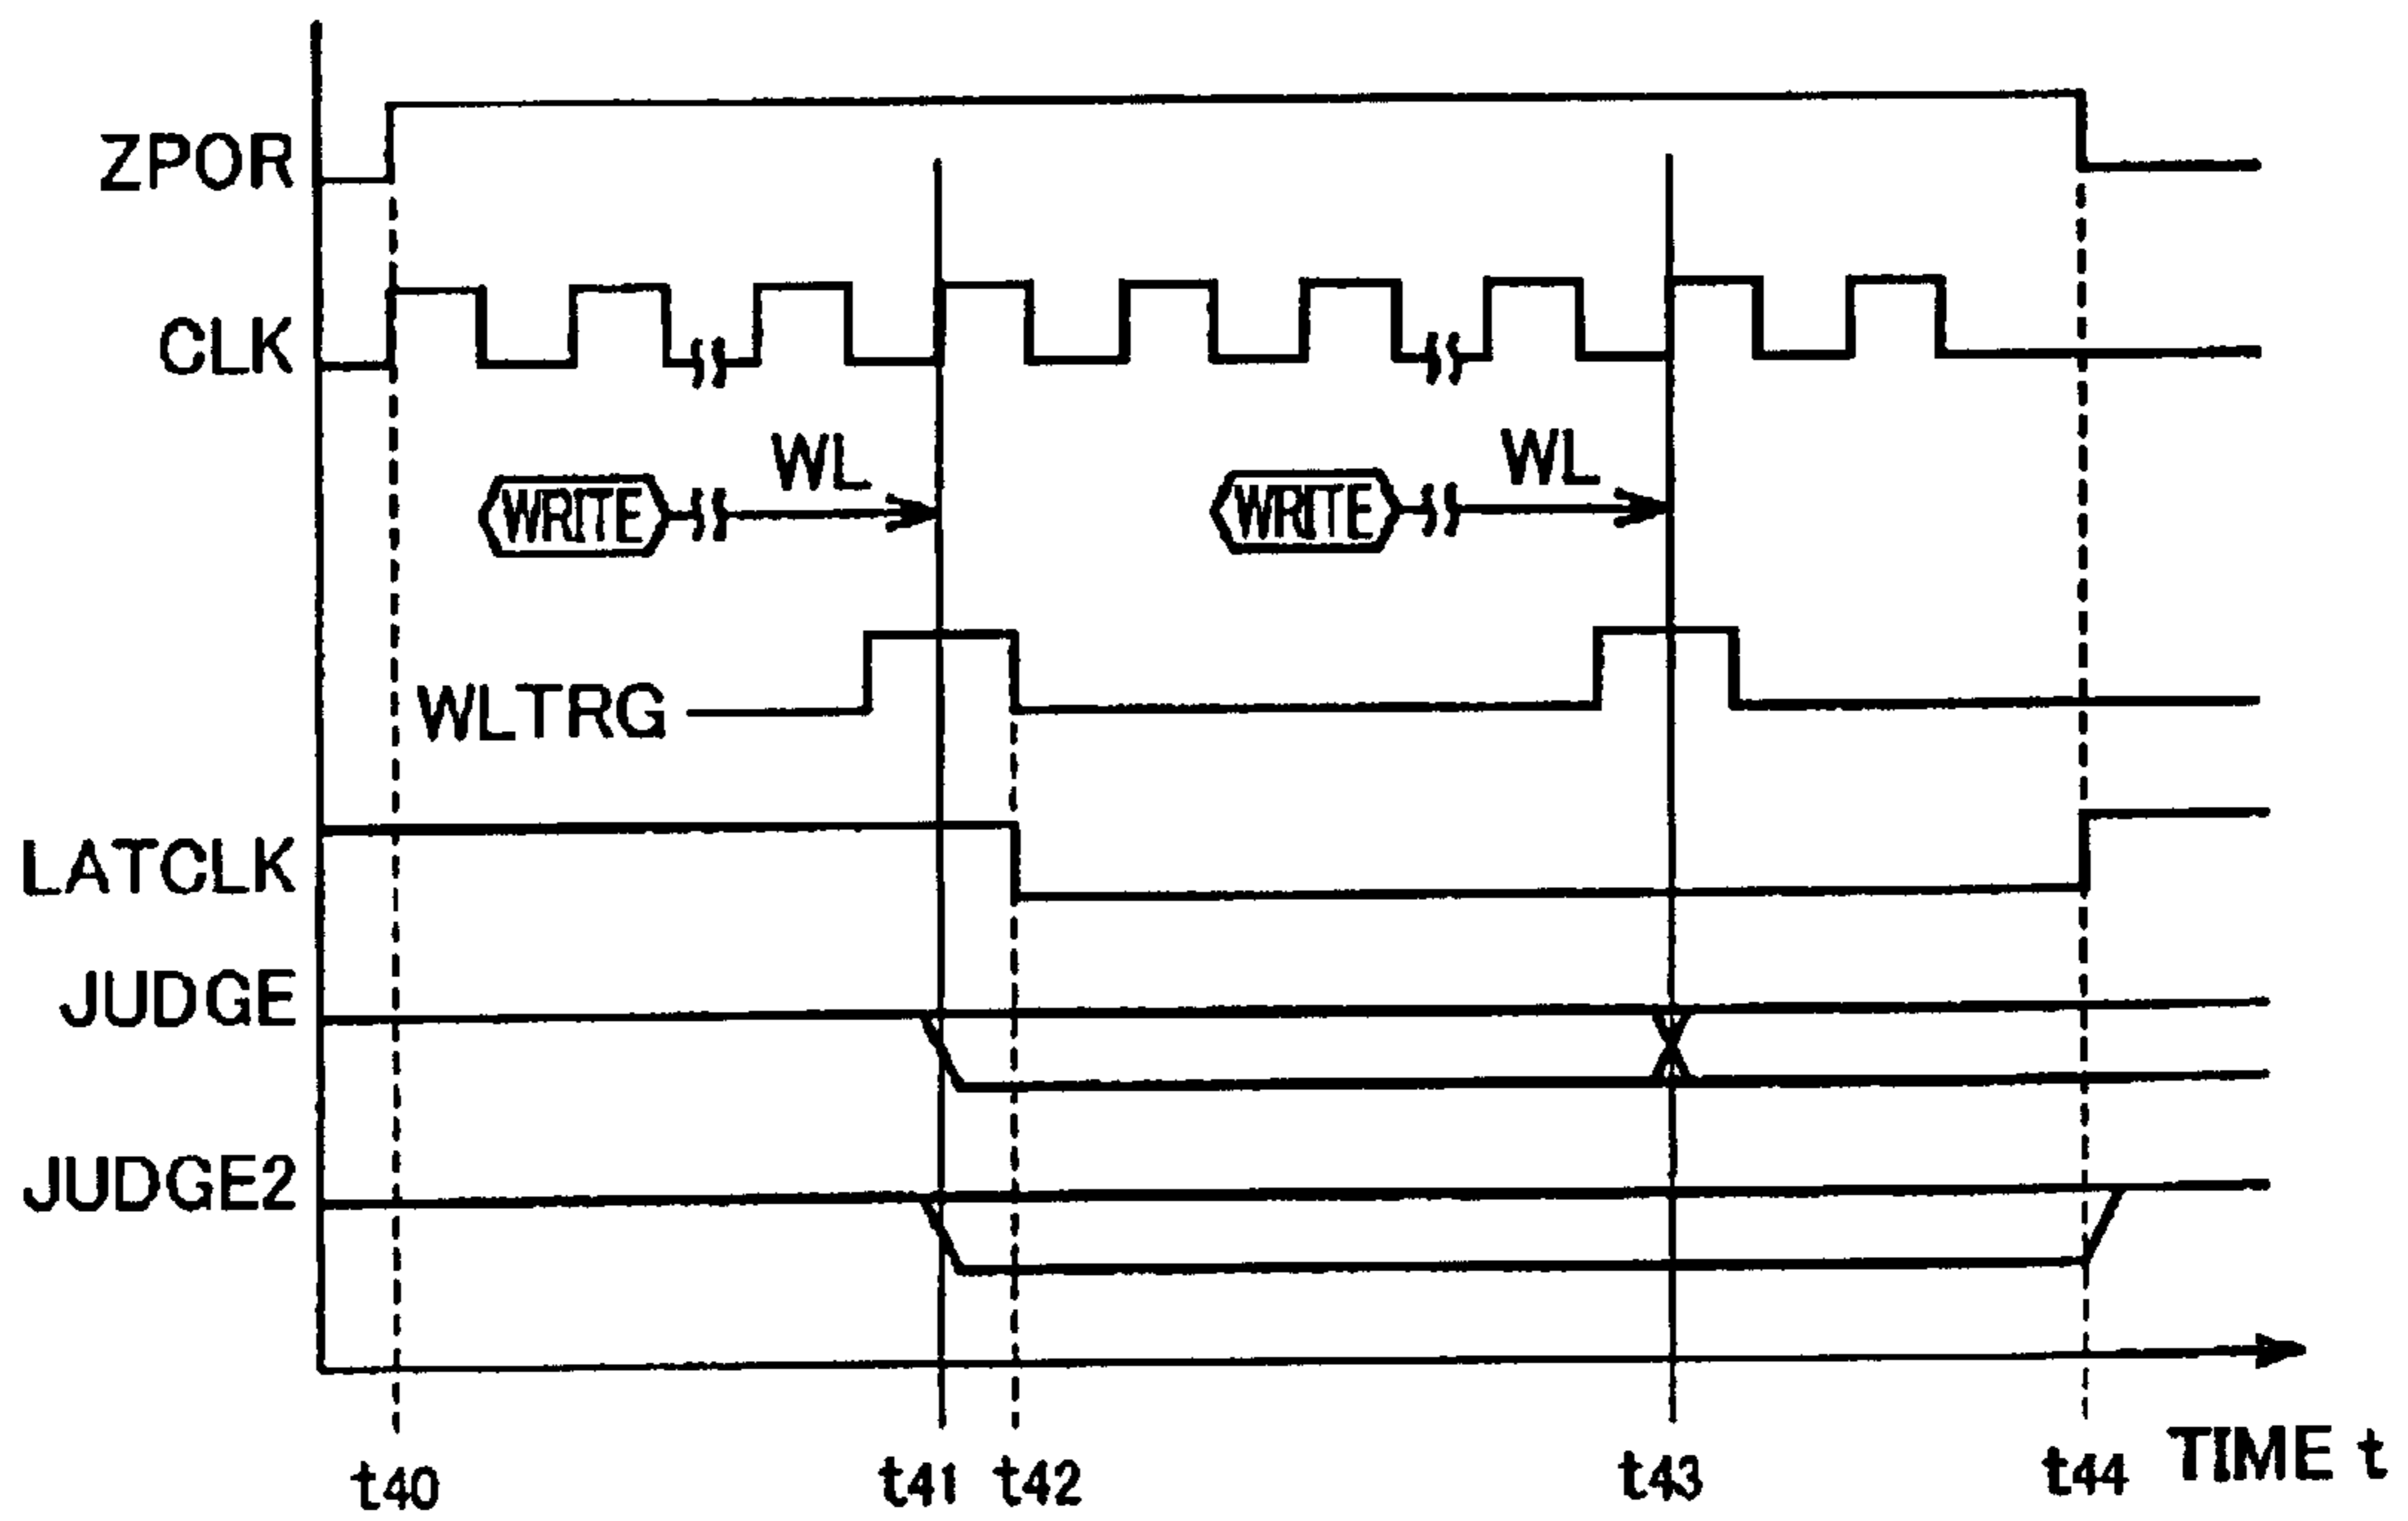 ZPOR
CLK
WL WL
WRITE WRITE
WLTRG
LATCLK
JUDGE
JUDGE2
t40 t41 t42 t43 t44 TIME t